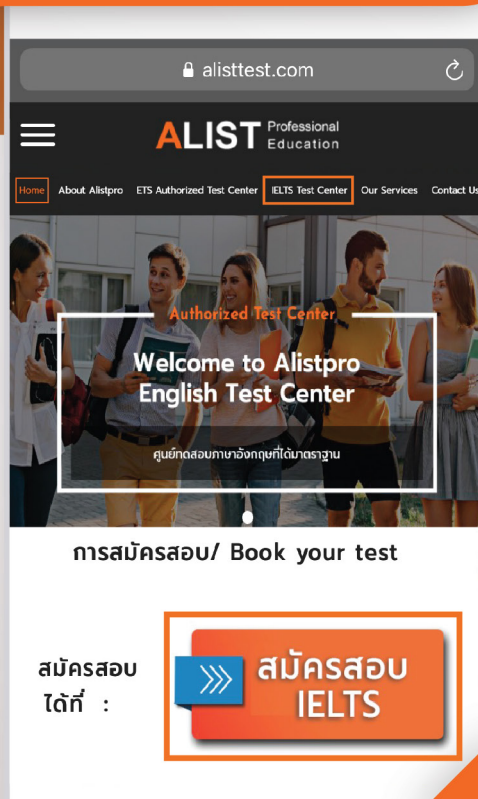 alisttest.com
ALIST Professional Education
Home About Alistpro ETS Authorized Test Center IELTS Test Center Our Services Contact Us
Authorized Test Center
Welcome to Alistpro
English Test Center
ศูนย์ทดสอบภาษาอังกฤษที่ได้มาตราฐาน
การสมัครสอบ/ Book your test
สมัครสอบ
ได้ที่ :
สมัครสอบ
IELTS